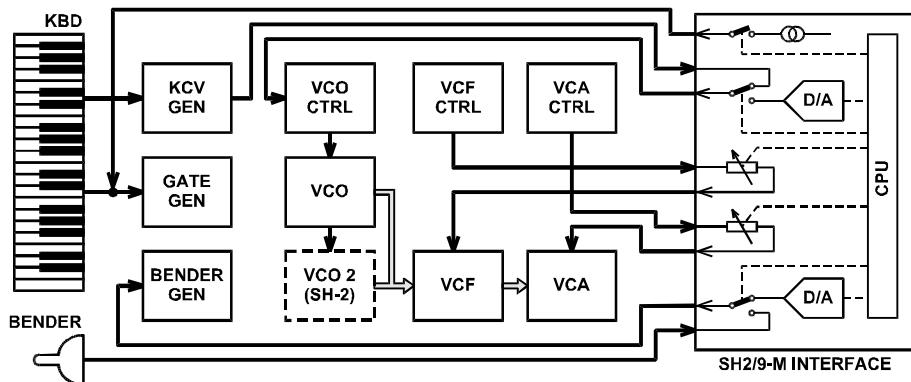 KBD
KCV
GEN
VCO
CTRL
VCF
CTRL
VCA
CTRL
D/A
GATE
GEN
VCO
CPU
BENDER
GEN
VCO 2
(SH-2)
VCF
VCA
D/A
BENDER
SH2/9-M INTERFACE